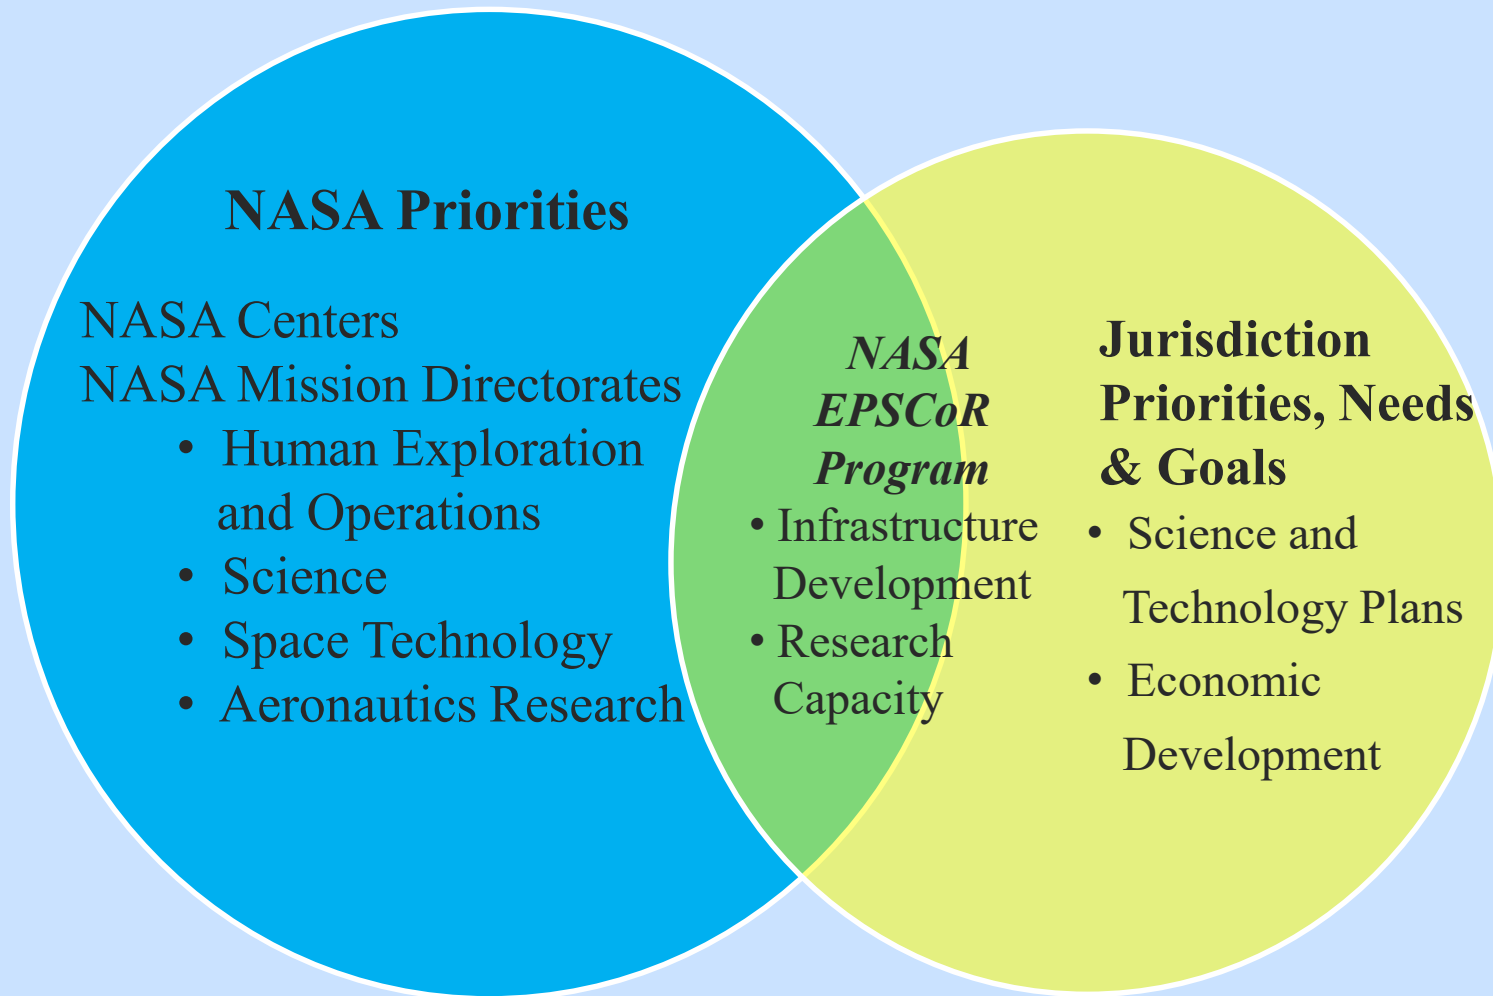 NASA Priorities
NASA Centers
NASA Mission Directorates
• Human Exploration
and Operations
• Science
• Space Technology
• Aeronautics Research
NASA
EPSCoR
Program
• Infrastructure
Development
• Research
Capacity
Jurisdiction
Priorities, Needs
& Goals
• Science and
Technology Plans
• Economic
Development